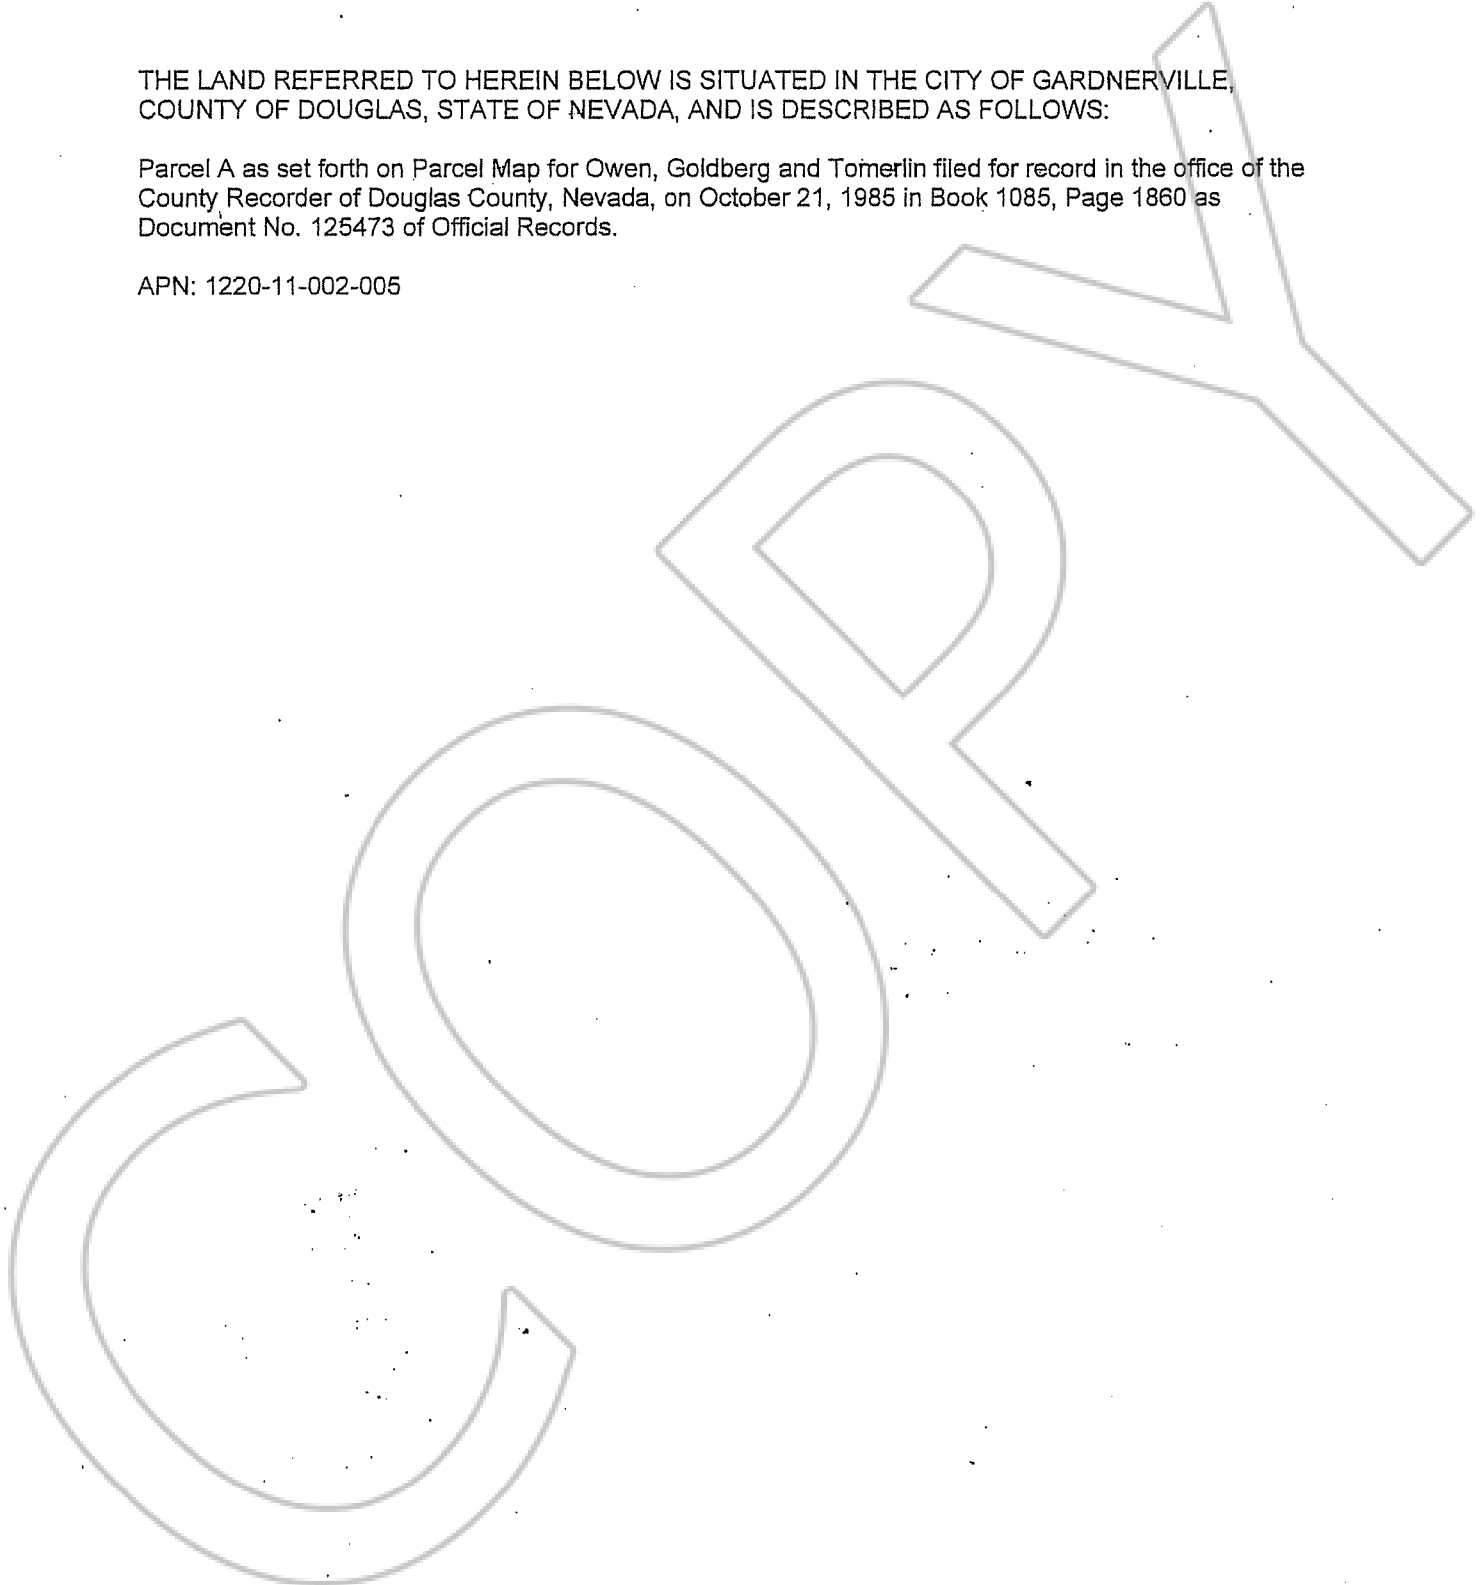 THE LAND REFERRED TO HEREIN BELOW IS SITUATED IN THE CITY OF GARDNERVILLE,
COUNTY OF DOUGLAS, STATE OF NEVADA, AND IS DESCRIBED AS FOLLOWS:
Parcel A as set forth on Parcel Map for Owen, Goldberg and Tomerlin filed for record in the office of the
County Recorder of Douglas County, Nevada, on October 21, 1985 in Book 1085, Page 1860 as
Document No. 125473 of Official Records.
APN: 1220-11-002-005
COPY